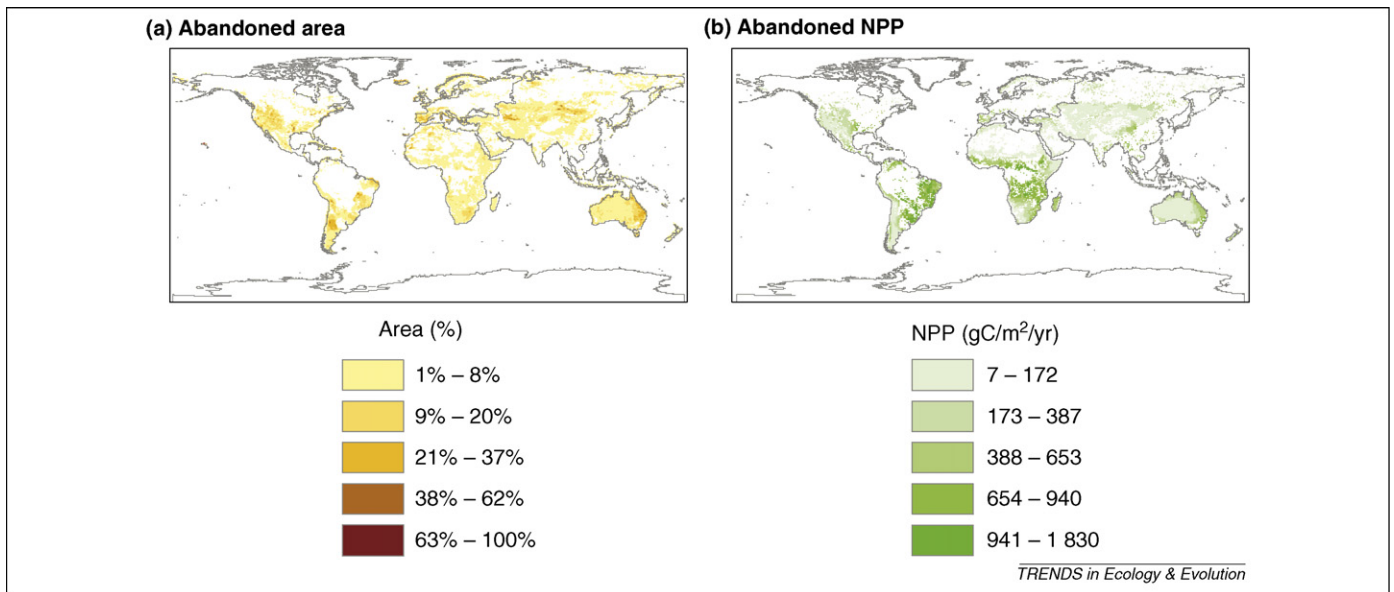 (a) Abandoned area
(b) Abandoned NPP
Area (%)
1% – 8%
9% – 20%
21% – 37%
38% – 62%
63% – 100%
NPP (gC/m²/yr)
7 – 172
173 – 387
388 – 653
654 – 940
941 – 1 830
TRENDS in Ecology & Evolution